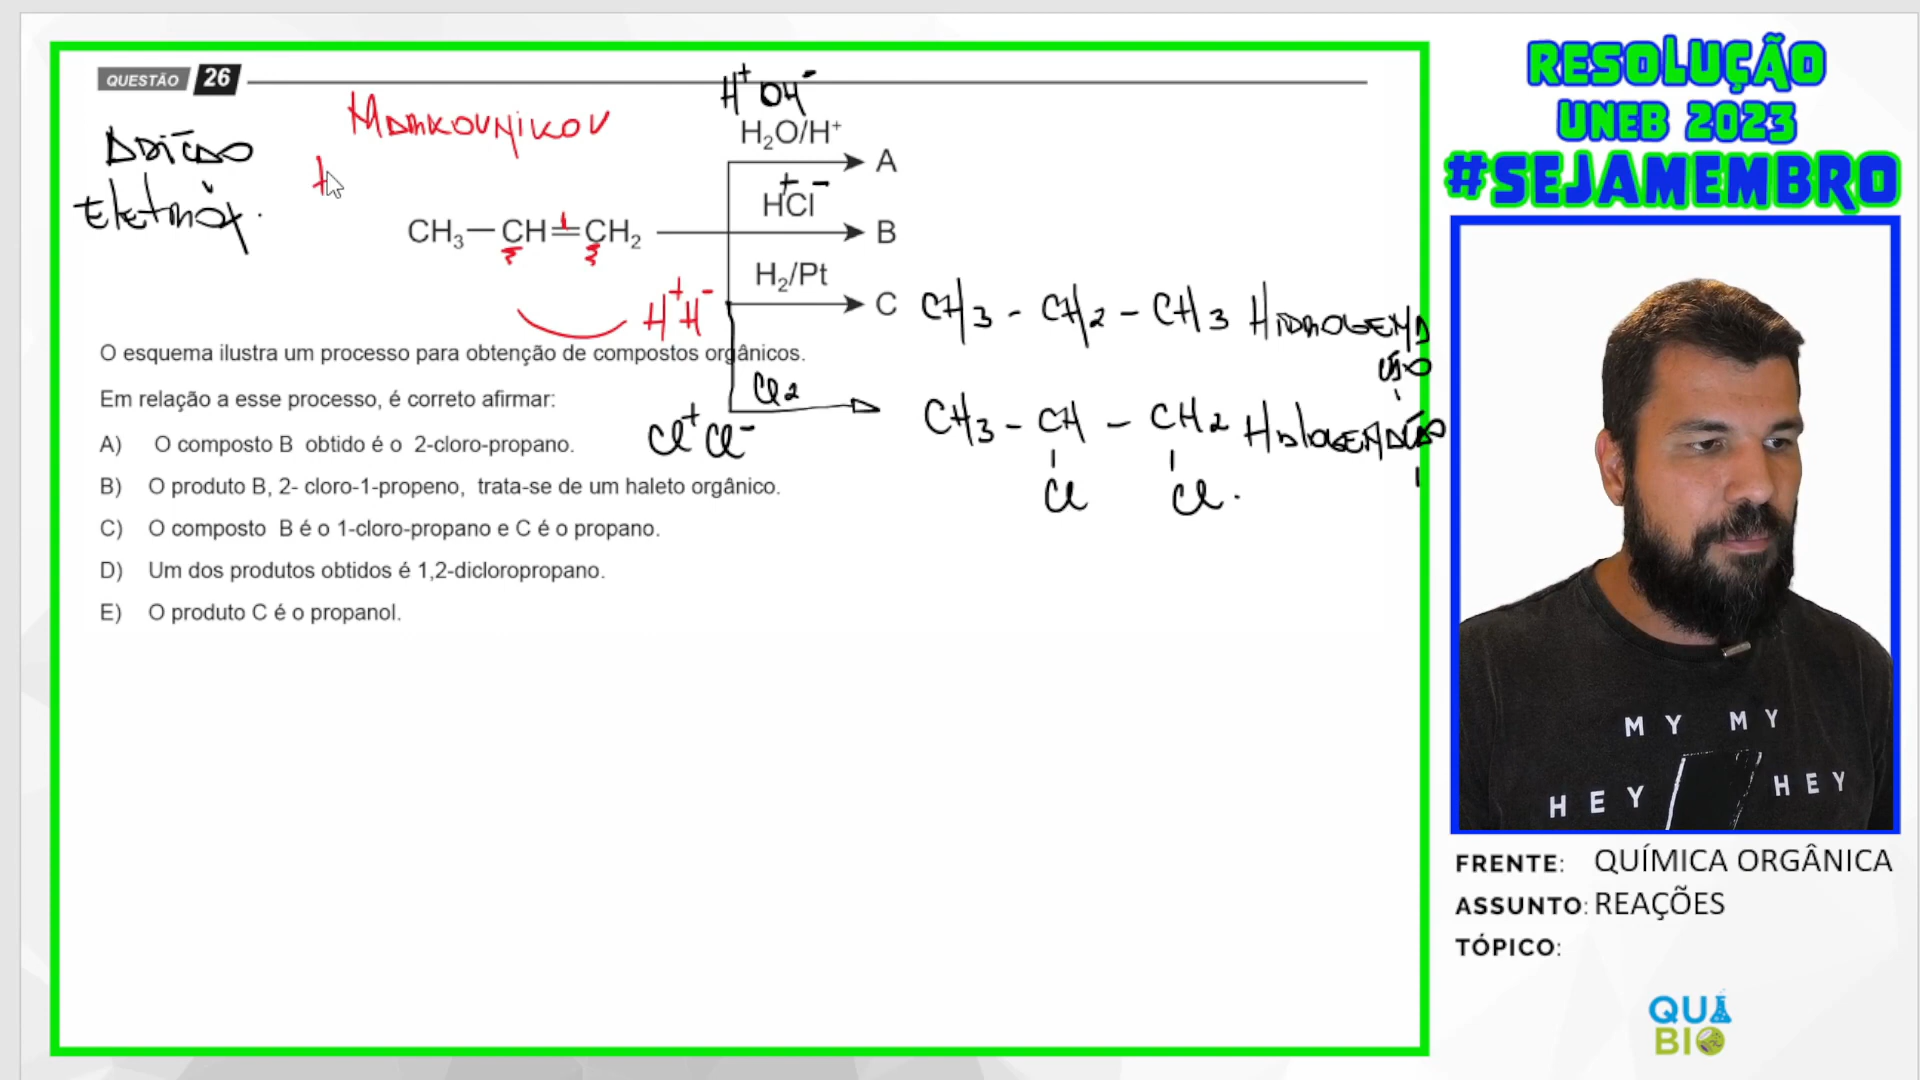 QUESTÃO 26
H⁺ OH⁻
MARKOVNIKOV
H₂O/H⁺
ADIÇÃO
A
HCl
+ -
ELETRÓF.
CH₃—CH=CH₂
B
H₂/Pt
C
CH₃ - CH₂ - CH₃ HIDROGENA
ÇÃO
H⁺H⁻
O esquema ilustra um processo para obtenção de compostos orgânicos.
Cl₂
Em relação a esse processo, é correto afirmar:
CH₃ - CH - CH₂ HALOGENAÇÃO
Cl⁺ Cl⁻
Cl Cl.
A) O composto B obtido é o 2-cloro-propano.
B) O produto B, 2- cloro-1-propeno, trata-se de um haleto orgânico.
C) O composto B é o 1-cloro-propano e C é o propano.
D) Um dos produtos obtidos é 1,2-dicloropropano.
E) O produto C é o propanol.
RESOLUÇÃO
UNEB 2023
#SEJAMEMBRO
MY MY
HEY HEY
FRENTE: QUÍMICA ORGÂNICA
ASSUNTO: REAÇÕES
TÓPICO:
QUI
BIO